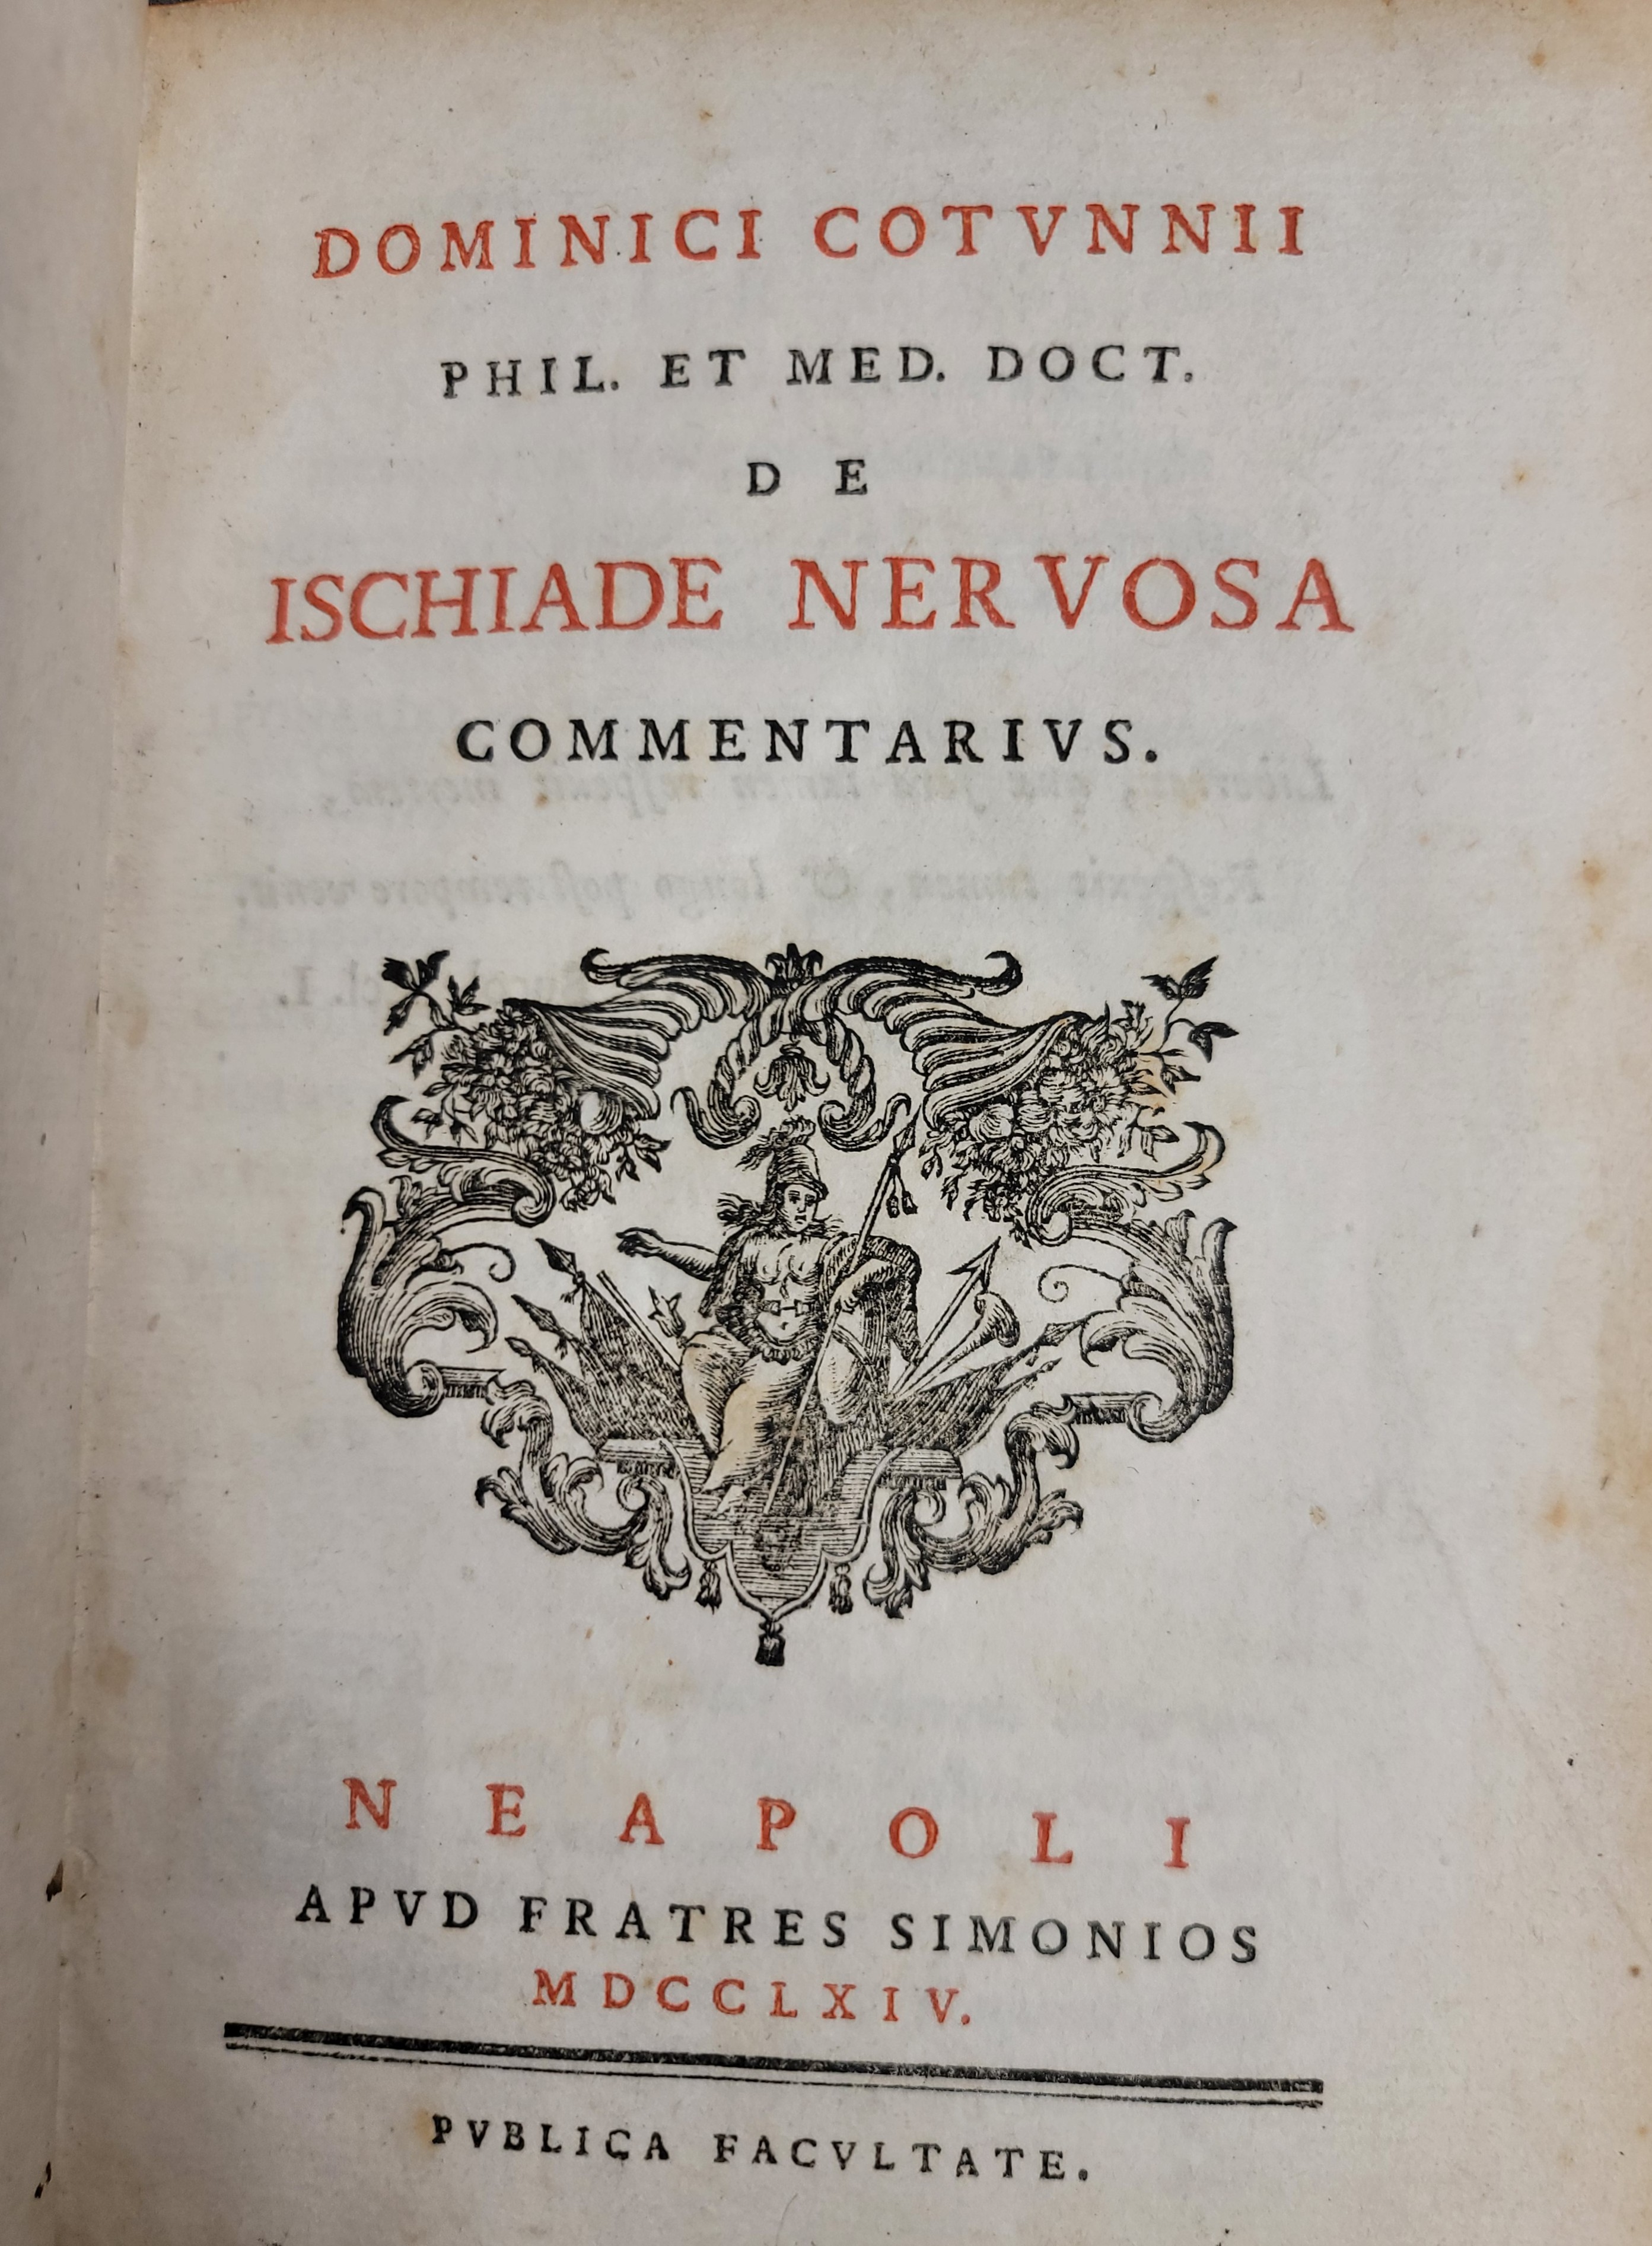 DOMINICI COTVNNII
PHIL. ET MED. DOCT.
DE
ISCHIADE NERVOSA
COMMENTARIVS.
NEAPOLI
APVD FRATRES SIMONIOS
MDCCLXIV.
PVBLICA FACVLTATE.